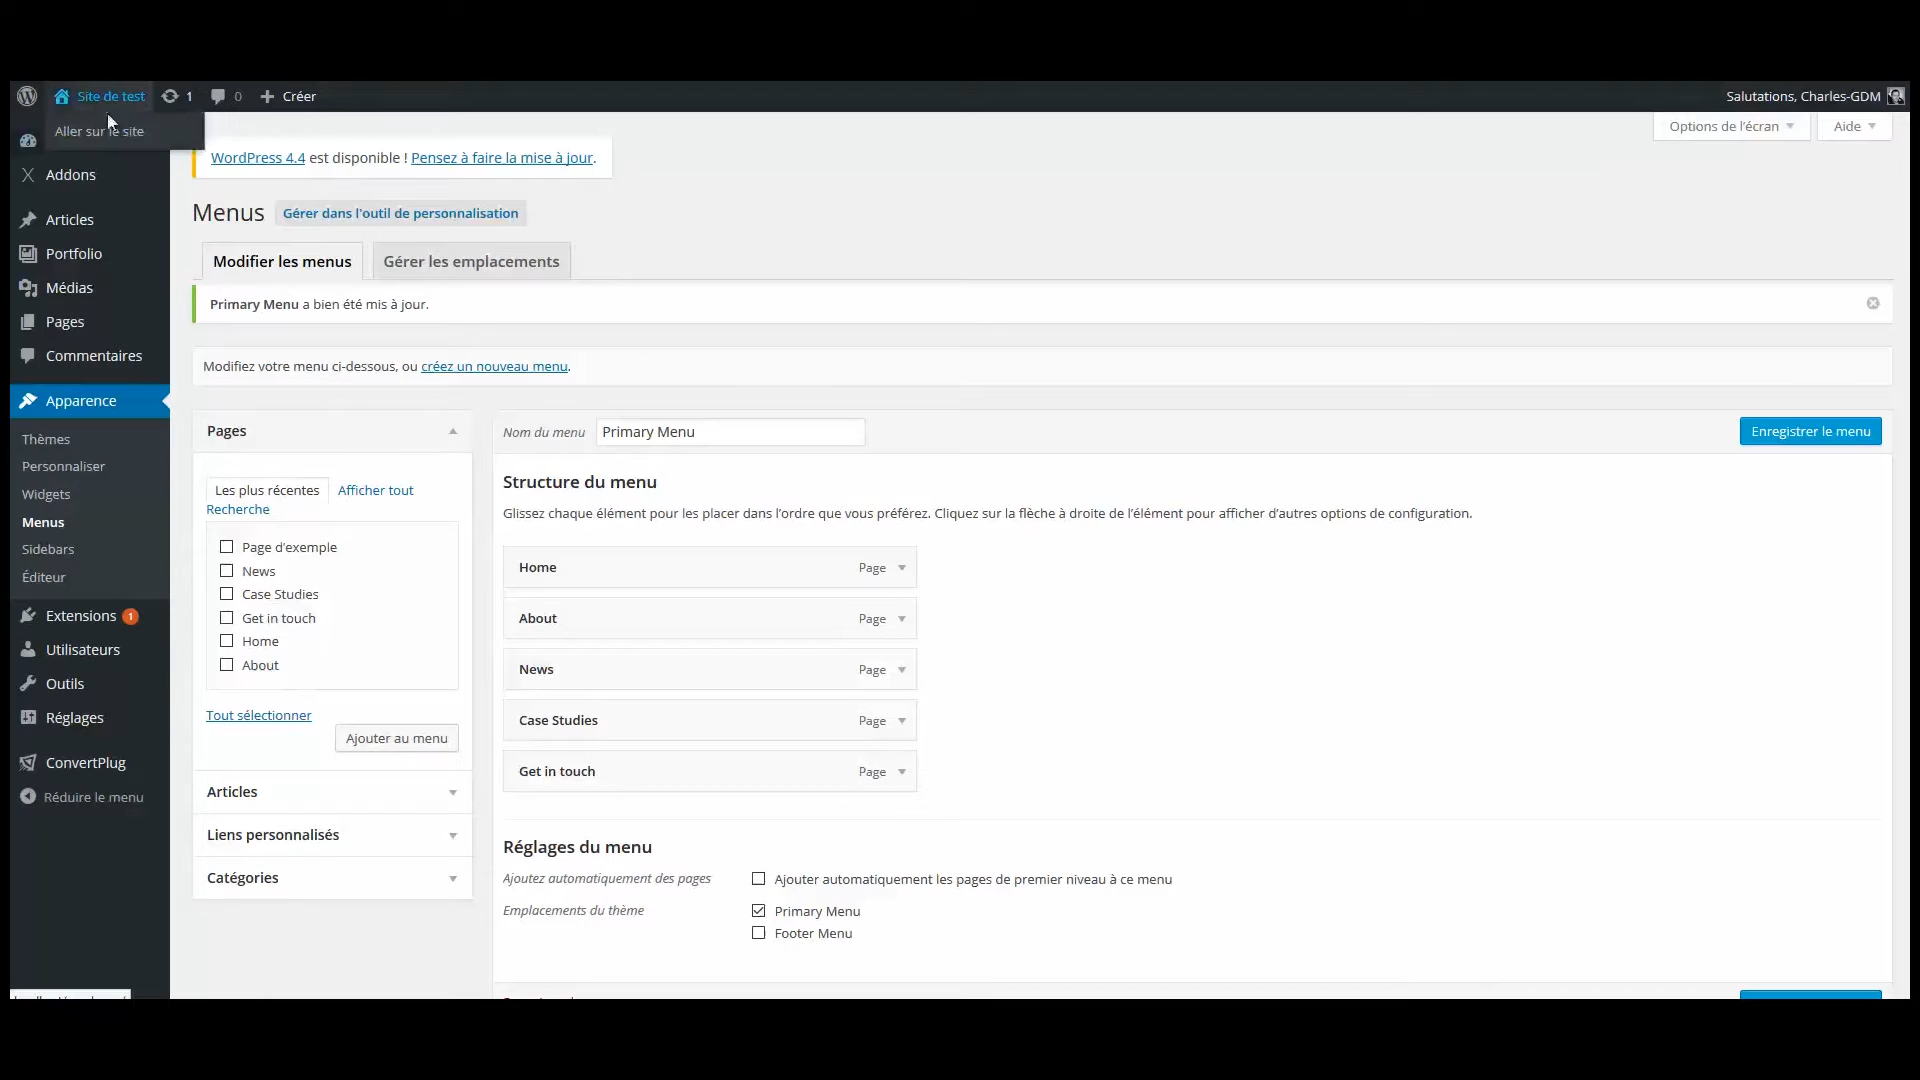 Site de test 1 0 Créer Salutations, Charles-GDM
Aller sur le site
Options de l'écran Aide
WordPress 4.4 est disponible ! Pensez à faire la mise à jour.
Addons
Articles
Portfolio
Médias
Pages
Commentaires
Apparence
Thèmes
Personnaliser
Widgets
Menus
Sidebars
Éditeur
Extensions 1
Utilisateurs
Outils
Réglages
ConvertPlug
Réduire le menu
Menus Gérer dans l'outil de personnalisation
Modifier les menus Gérer les emplacements
Primary Menu a bien été mis à jour.
Modifiez votre menu ci-dessous, ou créez un nouveau menu.
Pages
Les plus récentes Afficher tout
Recherche
Page d'exemple
News
Case Studies
Get in touch
Home
About
Tout sélectionner
Ajouter au menu
Articles
Liens personnalisés
Catégories
Nom du menu Primary Menu Enregistrer le menu
Structure du menu
Glissez chaque élément pour les placer dans l'ordre que vous préférez. Cliquez sur la flèche à droite de l'élément pour afficher d'autres options de configuration.
Home Page
About Page
News Page
Case Studies Page
Get in touch Page
Réglages du menu
Ajoutez automatiquement des pages Ajouter automatiquement les pages de premier niveau à ce menu
Emplacements du thème Primary Menu
Footer Menu